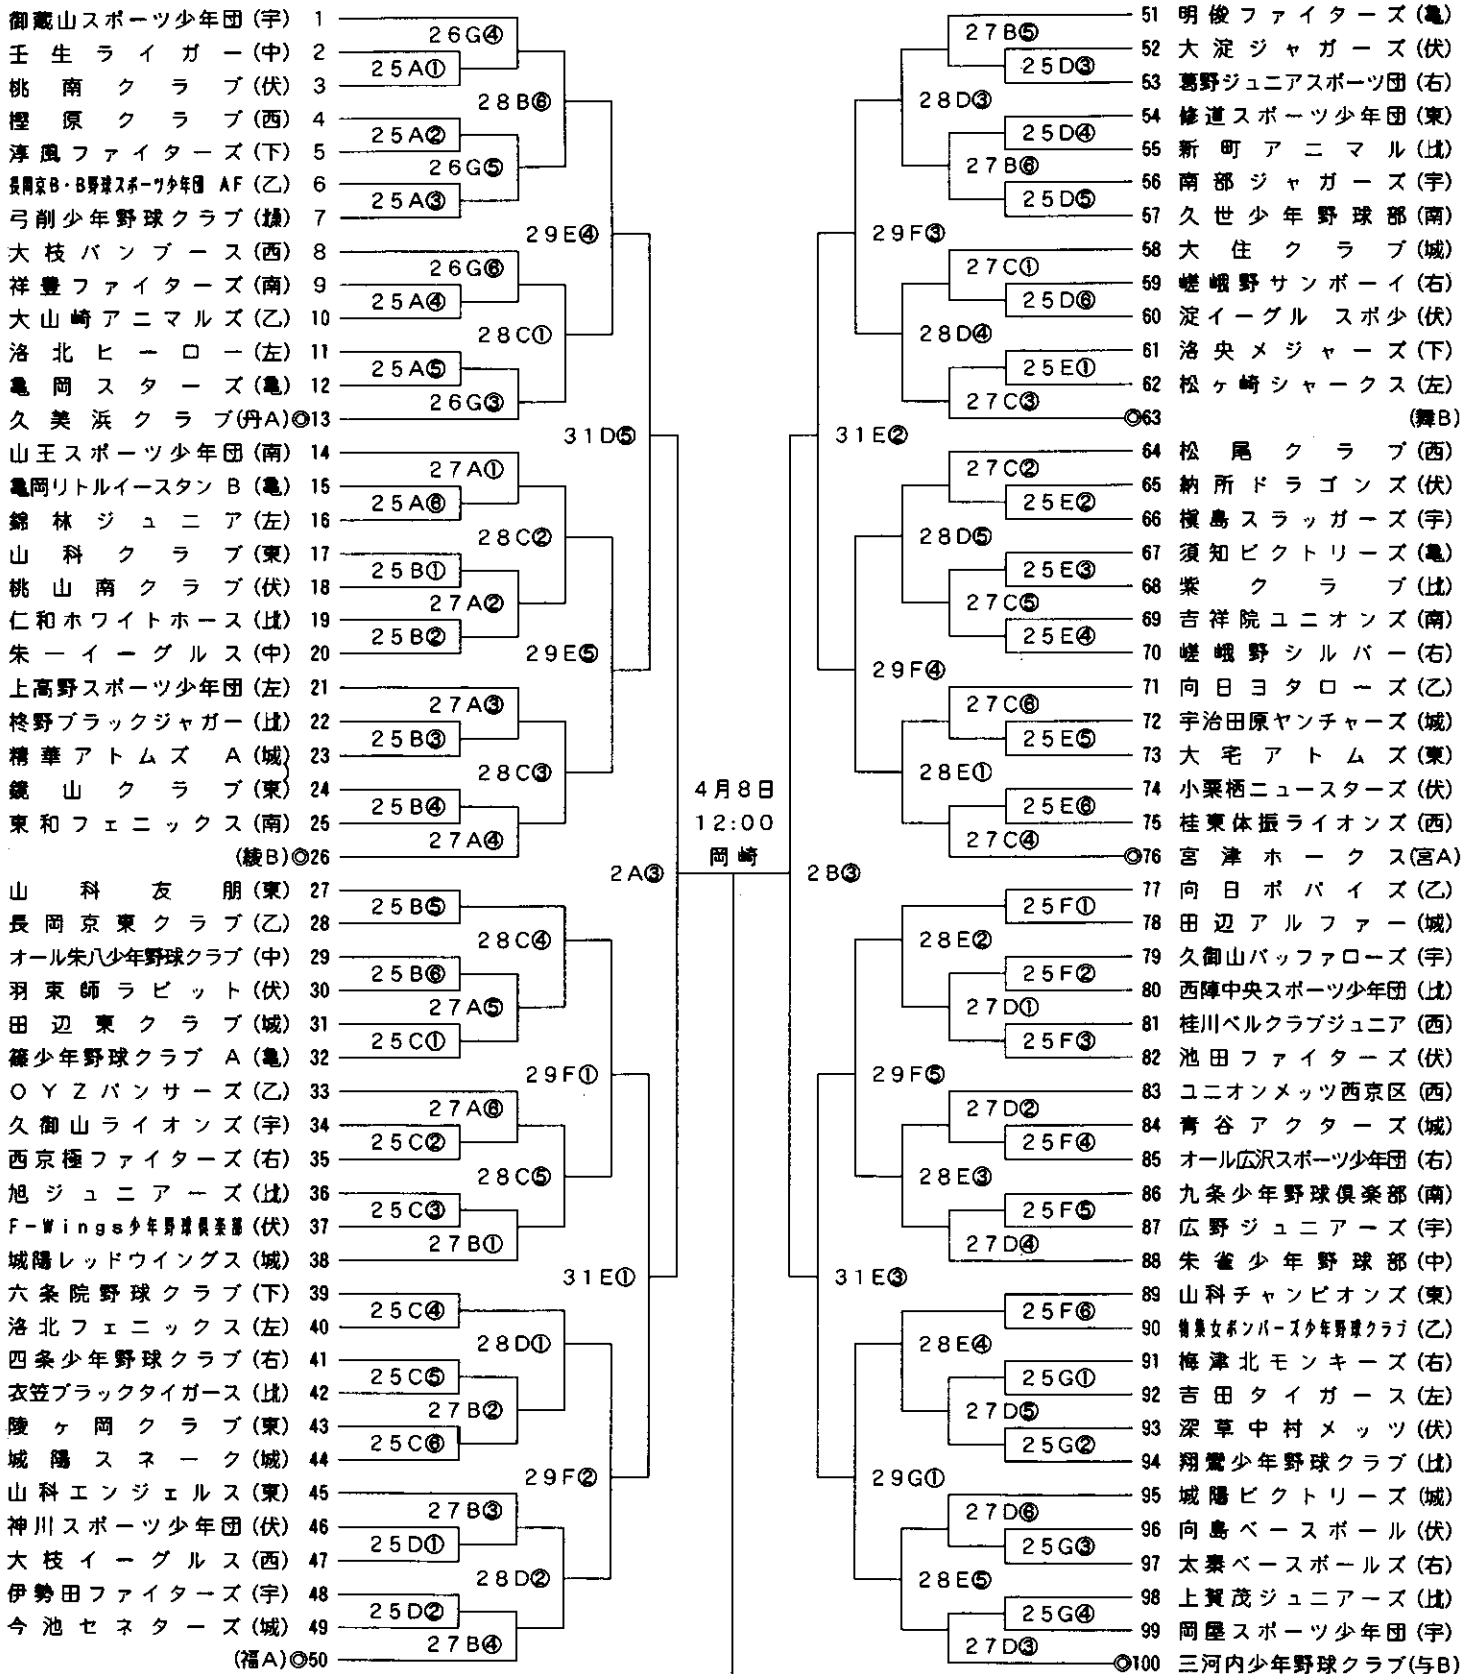 御蔵山スポーツ少年団(宇) 1
壬生ライガー(中) 2
桃南クラブ(伏) 3
樫原クラブ(西) 4
淳風ファイターズ(下) 5
長岡京B・B野球スポーツ少年団 AF(乙) 6
弓削少年野球クラブ 7
大枝バンブース(西) 8
祥豊ファイターズ(南) 9
大山崎アニマルズ(乙) 10
洛北ヒーロー(左) 11
亀岡スターズ(亀) 12
久美浜クラブ(丹A)◎13
山王スポーツ少年団(南) 14
亀岡リトルイースタン B(亀) 15
錦林ジュニア(左) 16
山科クラブ(東) 17
桃山南クラブ(伏) 18
仁和ホワイトホース(北) 19
朱一イーグルス(中) 20
上高野スポーツ少年団(左) 21
柊野ブラックジャガー(北) 22
精華アトムズ A(城) 23
鏡山クラブ(東) 24
東和フェニックス(南) 25
(綾B)◎26
山科友朋(東) 27
長岡京東クラブ(乙) 28
オール朱八少年野球クラブ(中) 29
羽束師ラビット(伏) 30
田辺東クラブ(城) 31
篠少年野球クラブ A(亀) 32
OYZパンサーズ(乙) 33
久御山ライオンズ(宇) 34
西京極ファイターズ(右) 35
旭ジュニアーズ(北) 36
F-Wings少年野球倶楽部(伏) 37
城陽レッドウイングス(城) 38
六条院野球クラブ(下) 39
洛北フェニックス(左) 40
四条少年野球クラブ(右) 41
衣笠ブラックタイガース(北) 42
陵ヶ岡クラブ(東) 43
城陽スネーク(城) 44
山科エンジェルス(東) 45
神川スポーツ少年団(伏) 46
大枝イーグルス(西) 47
伊勢田ファイターズ(宇) 48
今池セネターズ(城) 49
(福A)◎50
26G④
25A①
28B⑥
25A②
26G⑤
25A③
29E④
26G⑥
25A④
28C①
25A⑤
26G③
31D⑤
27A①
25A⑥
28C②
25B①
27A②
25B②
29E⑤
27A③
25B③
28C③
25B④
27A④
2A③
25B⑤
28C④
25B⑥
27A⑤
25C①
29F①
27A⑥
25C②
28C⑤
25C③
27B①
31E①
25C④
28D①
25C⑤
27B②
25C⑥
29F②
27B③
25D①
28D②
25D②
27B④
4月8日
12:00
岡崎
27B⑤
25D③
28D③
25D④
27B⑥
25D⑤
29F③
27C①
25D⑥
28D④
25E①
27C③
31E②
27C②
25E②
28D⑤
25E③
27C⑤
25E④
29F④
27C⑥
25E⑤
28E①
25E⑥
27C④
2B③
25F①
28E②
25F②
27D①
25F③
29F⑤
27D②
25F④
28E③
25F⑤
27D④
31E③
25F⑥
28E④
25G①
27D⑤
25G②
29G①
27D⑥
25G③
28E⑤
25G④
27D③
51 明俊ファイターズ(亀)
52 大淀ジャガーズ(伏)
53 葛野ジュニアスポーツ団(右)
54 修道スポーツ少年団(東)
55 新町アニマル(北)
56 南部ジャガーズ(宇)
57 久世少年野球部(南)
58 大住クラブ(城)
59 嵯峨野サンボーイ(右)
60 淀イーグル スポ少(伏)
61 洛央メジャーズ(下)
62 松ヶ崎シャークス(左)
◎63 (舞B)
64 松尾クラブ(西)
65 納所ドラゴンズ(伏)
66 槇島スラッガーズ(宇)
67 須知ビクトリーズ(亀)
68 紫クラブ(北)
69 吉祥院ユニオンズ(南)
70 嵯峨野シルバー(右)
71 向日ヨタローズ(乙)
72 宇治田原ヤンチャーズ(城)
73 大宅アトムズ(東)
74 小栗栖ニュースターズ(伏)
75 桂東体振ライオンズ(西)
◎76 宮津ホークス(宮A)
77 向日ポパイズ(乙)
78 田辺アルファー(城)
79 久御山バッファローズ(宇)
80 西陣中央スポーツ少年団(北)
81 桂川ベルクラブジュニア(西)
82 池田ファイターズ(伏)
83 ユニオンメッツ西京区(西)
84 青谷アクターズ(城)
85 オール広沢スポーツ少年団(右)
86 九条少年野球倶楽部(南)
87 広野ジュニアーズ(宇)
88 朱雀少年野球部(中)
89 山科チャンピオンズ(東)
90 物集女ボンバーズ少年野球クラブ(乙)
91 梅津北モンキーズ(右)
92 吉田タイガース(左)
93 深草中村メッツ(伏)
94 翔鸞少年野球クラブ(北)
95 城陽ビクトリーズ(城)
96 向島ベースボール(伏)
97 太秦ベースボールズ(右)
98 上賀茂ジュニアーズ(北)
99 岡屋スポーツ少年団(宇)
◎100 三河内少年野球クラブ(与B)